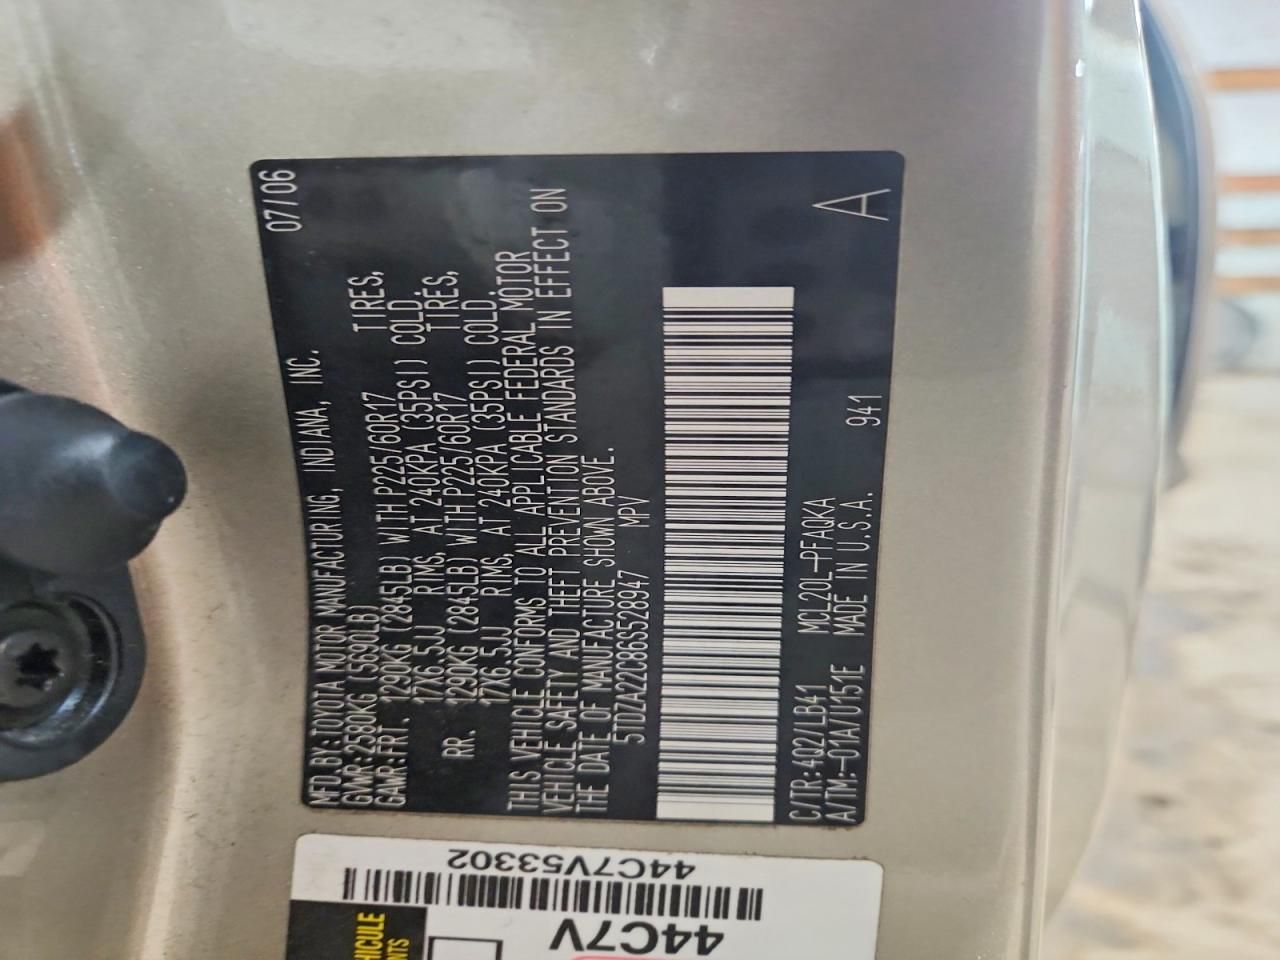 07/06
MFD.BY:TOYOTA MOTOR MANUFACTURING, INDIANA, INC.
GVWR:2580KG (5690LB)
GAWR:FRT. 1290KG (2845LB) WITH P225/60R17 TIRES,
17X6.5JJ RIMS, AT 240KPA (35PSI) COLD.
RR. 1290KG (2845LB) WITH P225/60R17 TIRES,
17X6.5JJ RIMS, AT 240KPA (35PSI) COLD.
THIS VEHICLE CONFORMS TO ALL APPLICABLE FEDERAL MOTOR
VEHICLE SAFETY AND THEFT PREVENTION STANDARDS IN EFFECT ON
THE DATE OF MANUFACTURE SHOWN ABOVE.
5TDZA22C86S528947 MPV
C/TR:4Q2/LB41 MCL20L-PFAQKA
A/TM:-01A/U151E MADE IN U.S.A. 941
A
44C7V53302
44C7V